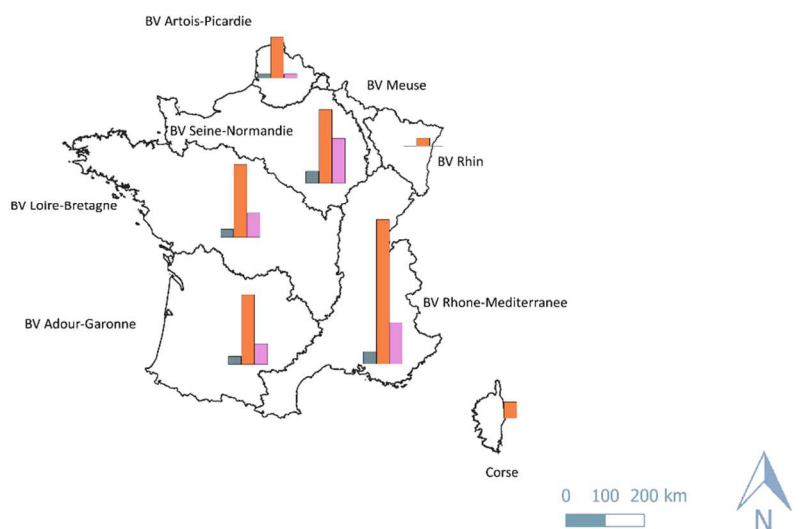 BV Artois-Picardie
BV Meuse
BV Seine-Normandie
BV Rhin
BV Loire-Bretagne
BV Rhone-Mediterranee
BV Adour-Garonne
Corse
0 100 200 km
N